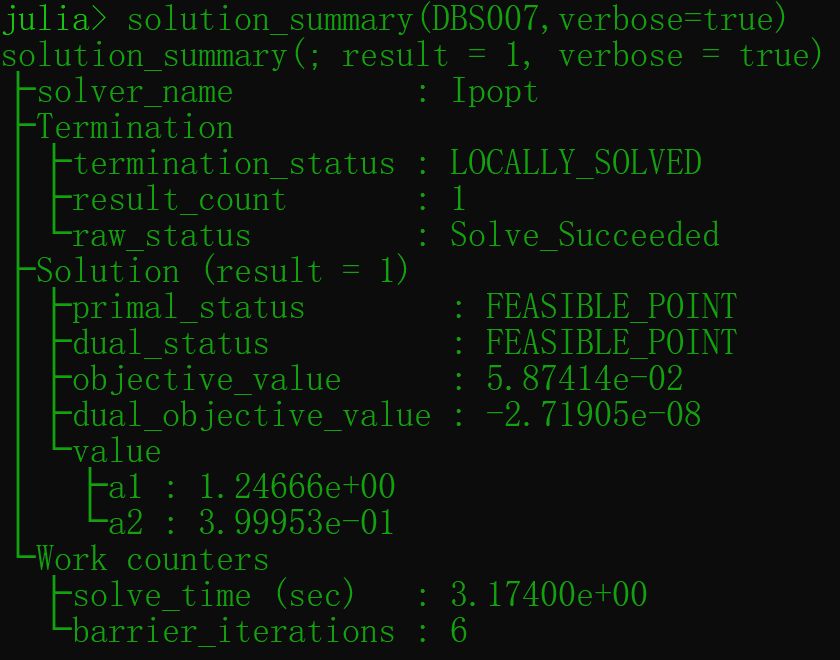 julia> solution_summary(DBS007,verbose=true)
solution_summary(; result = 1, verbose = true)
├solver_name          : Ipopt
├Termination
│ ├termination_status : LOCALLY_SOLVED
│ ├result_count       : 1
│ └raw_status         : Solve_Succeeded
├Solution (result = 1)
│ ├primal_status        : FEASIBLE_POINT
│ ├dual_status          : FEASIBLE_POINT
│ ├objective_value      : 5.87414e-02
│ ├dual_objective_value : -2.71905e-08
│ └value
│   ├a1 : 1.24666e+00
│   └a2 : 3.99953e-01
└Work counters
  ├solve_time (sec)   : 3.17400e+00
  └barrier_iterations : 6